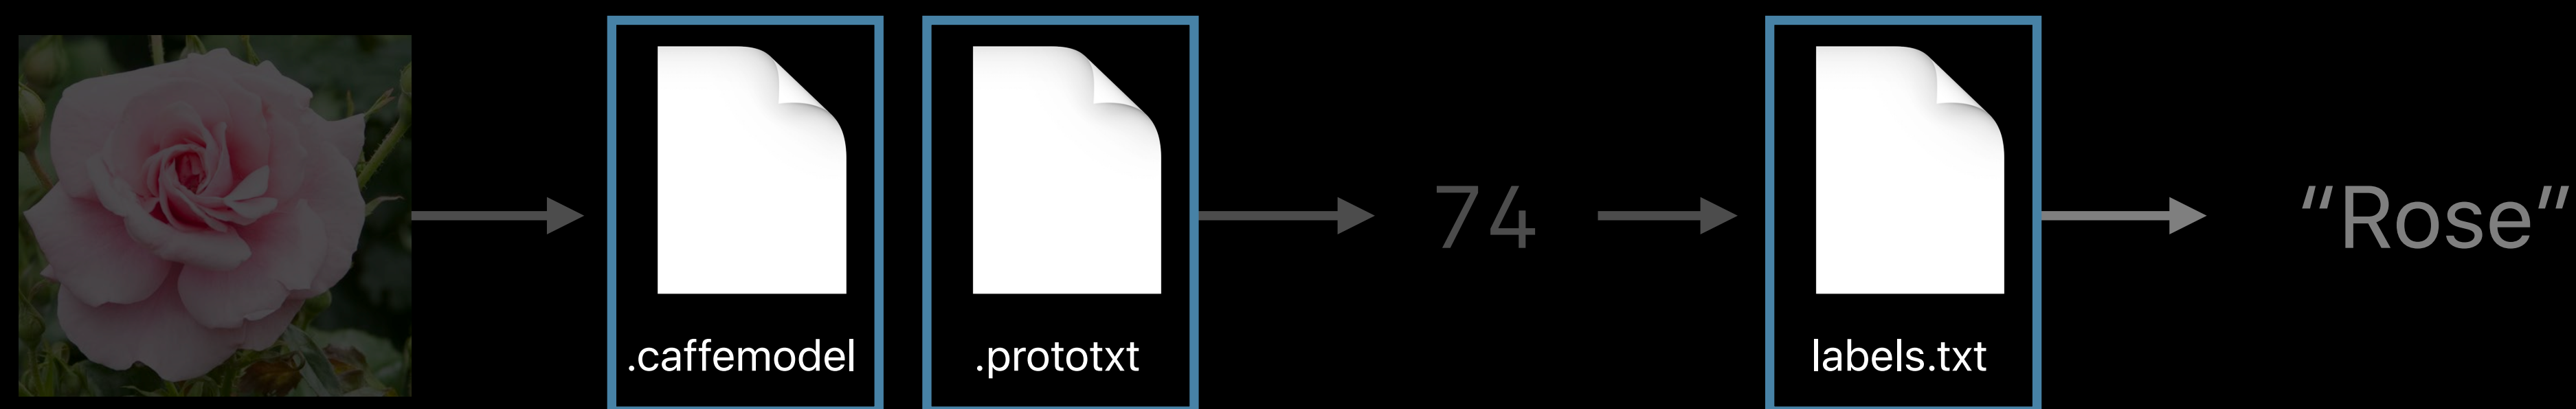 .caffemodel
.prototxt
74
labels.txt
“Rose”